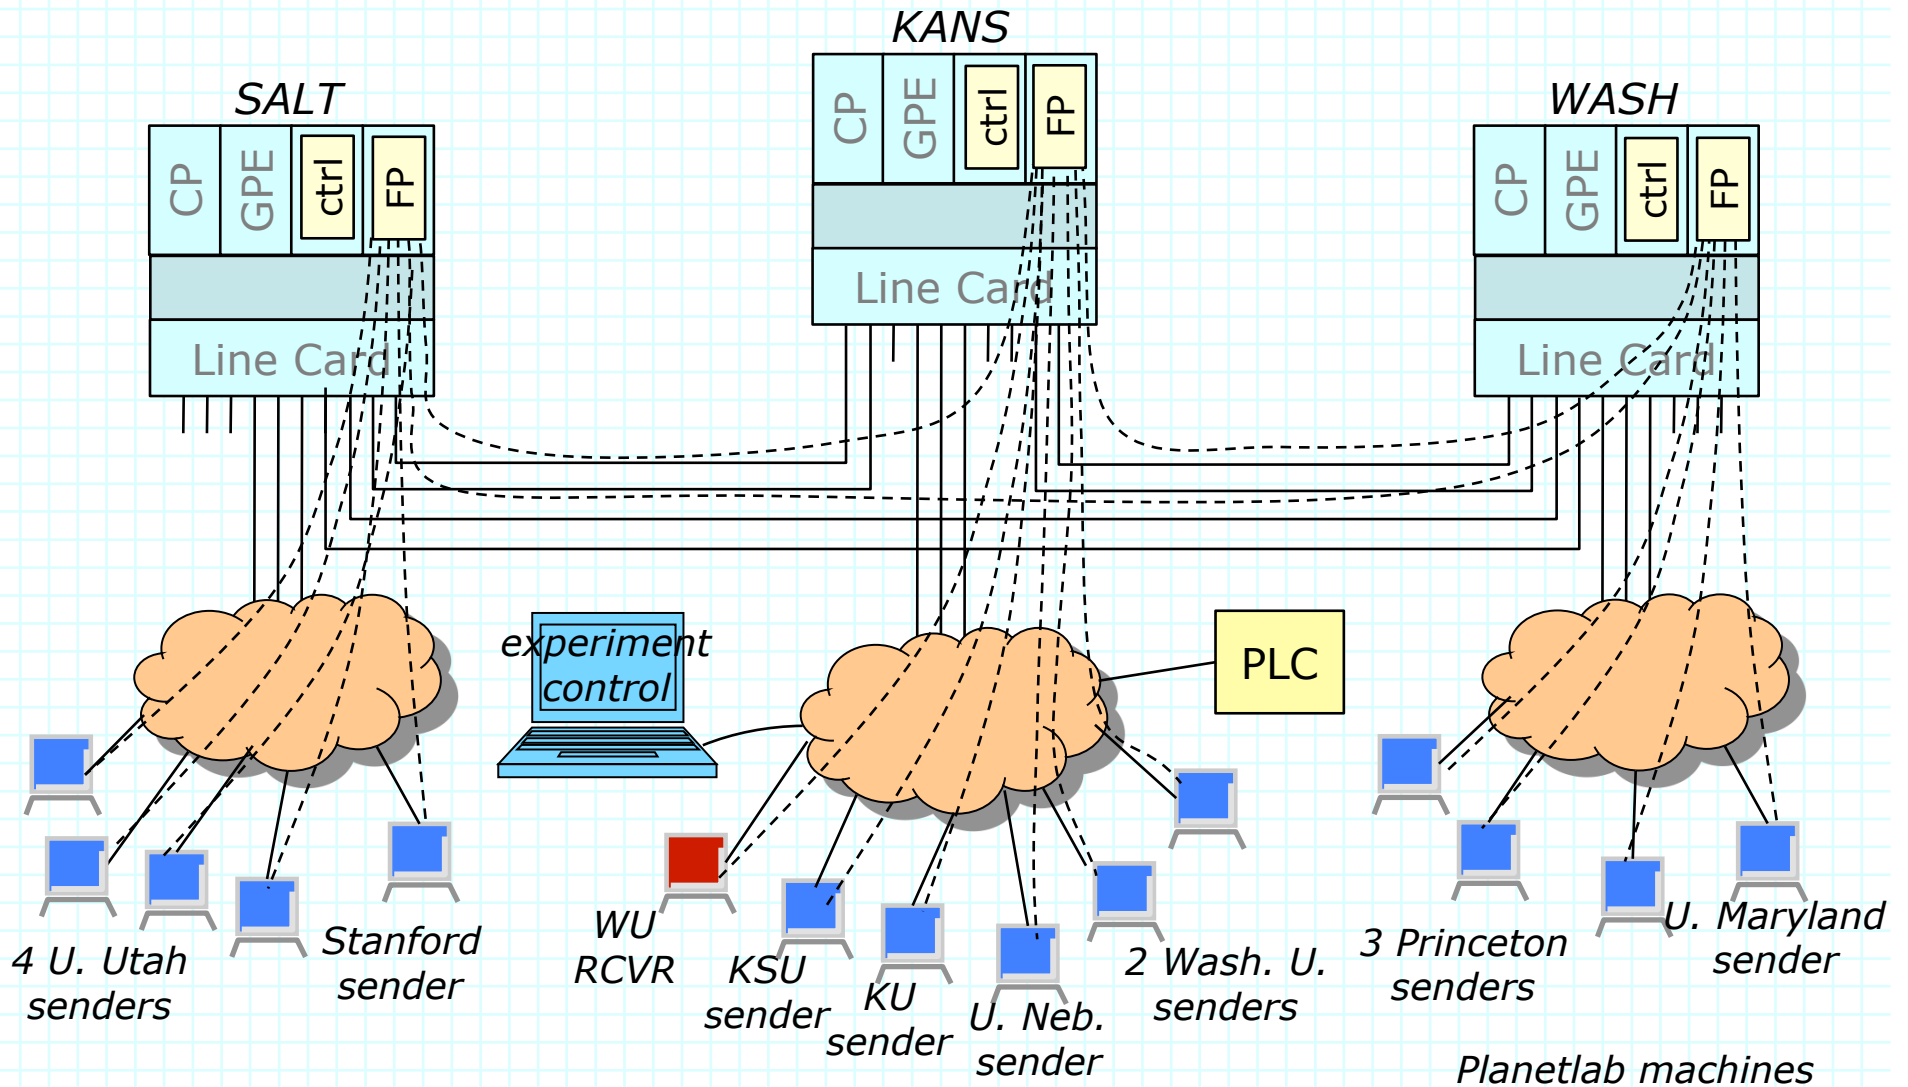 KANS
SALT
WASH
CP
GPE
ctrl
FP
Line Card
CP
GPE
ctrl
FP
Line Card
CP
GPE
ctrl
FP
Line Card
experiment
control
PLC
4 U. Utah
senders
Stanford
sender
WU
RCVR
KSU
sender
KU
sender
U. Neb.
sender
2 Wash. U.
senders
3 Princeton
senders
U. Maryland
sender
Planetlab machines